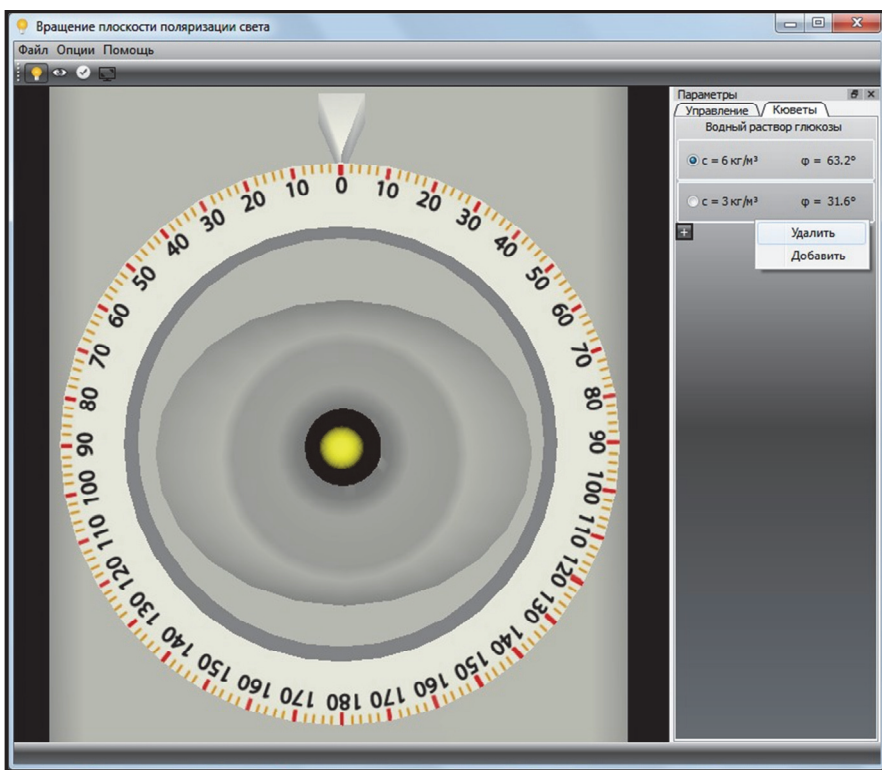 Вращение плоскости поляризации света
Файл Опции Помощь
Параметры
Управление Кюветы
Водный раствор глюкозы
с = 6 кг/м³ φ = 63.2°
с = 3 кг/м³ φ = 31.6°
Удалить
Добавить
0
10 10
20 20
30 30
40 40
50 50
60 60
70 70
80 80
90 90
100 100
110 110
120 120
130 130
140 140
150 150
160 160
170 170
180